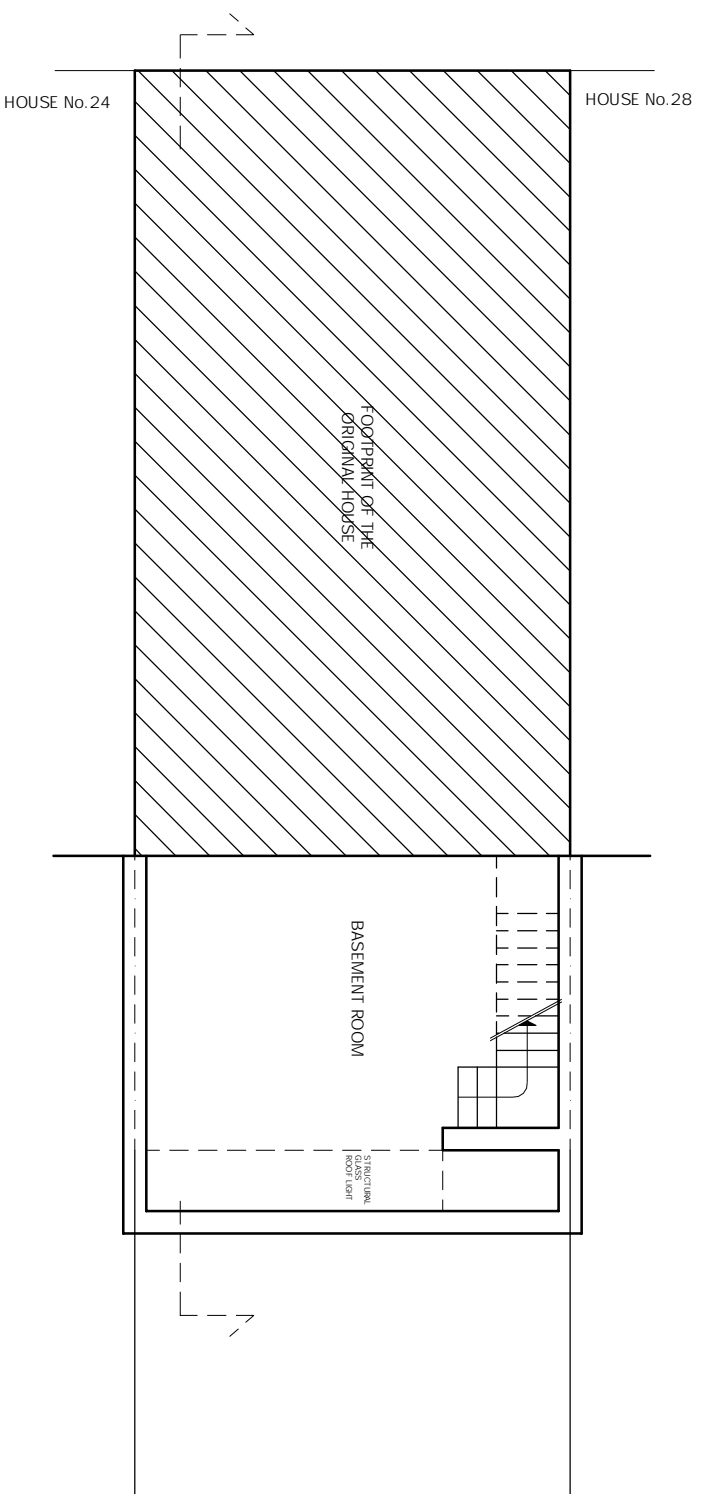 HOUSE No.24
HOUSE No.28
FOOTPRINT OF THE
ORIGINAL HOUSE
BASEMENT ROOM
STRUCTURAL
GLASS
ROOF LIGHT